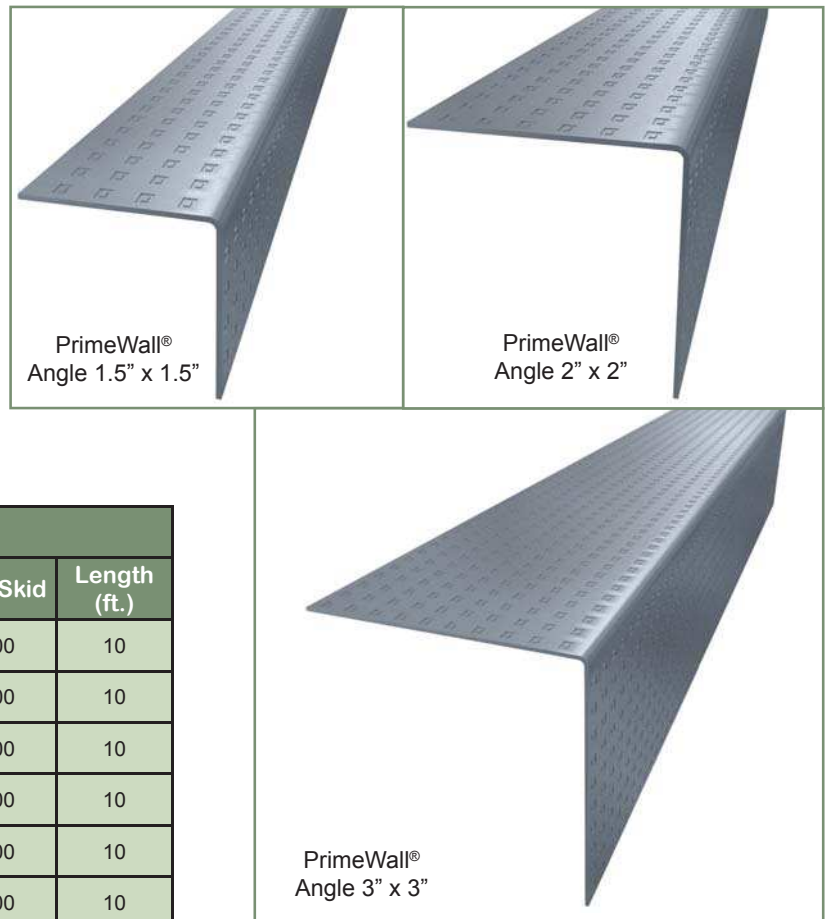 PrimeWall®
Angle 1.5” x 1.5”
PrimeWall®
Angle 2” x 2”
Skid
Length
(ft.)
10
10
10
10
10
10
PrimeWall®
Angle 3” x 3”